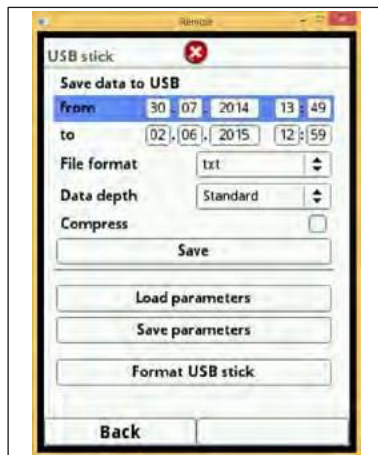 Remote
USB stick
Save data to USB
from 30 . 07 . 2014 13 : 49
to 02 . 06 . 2015 12 : 59
File format txt
Data depth Standard
Compress
Save
Load parameters
Save parameters
Format USB stick
Back